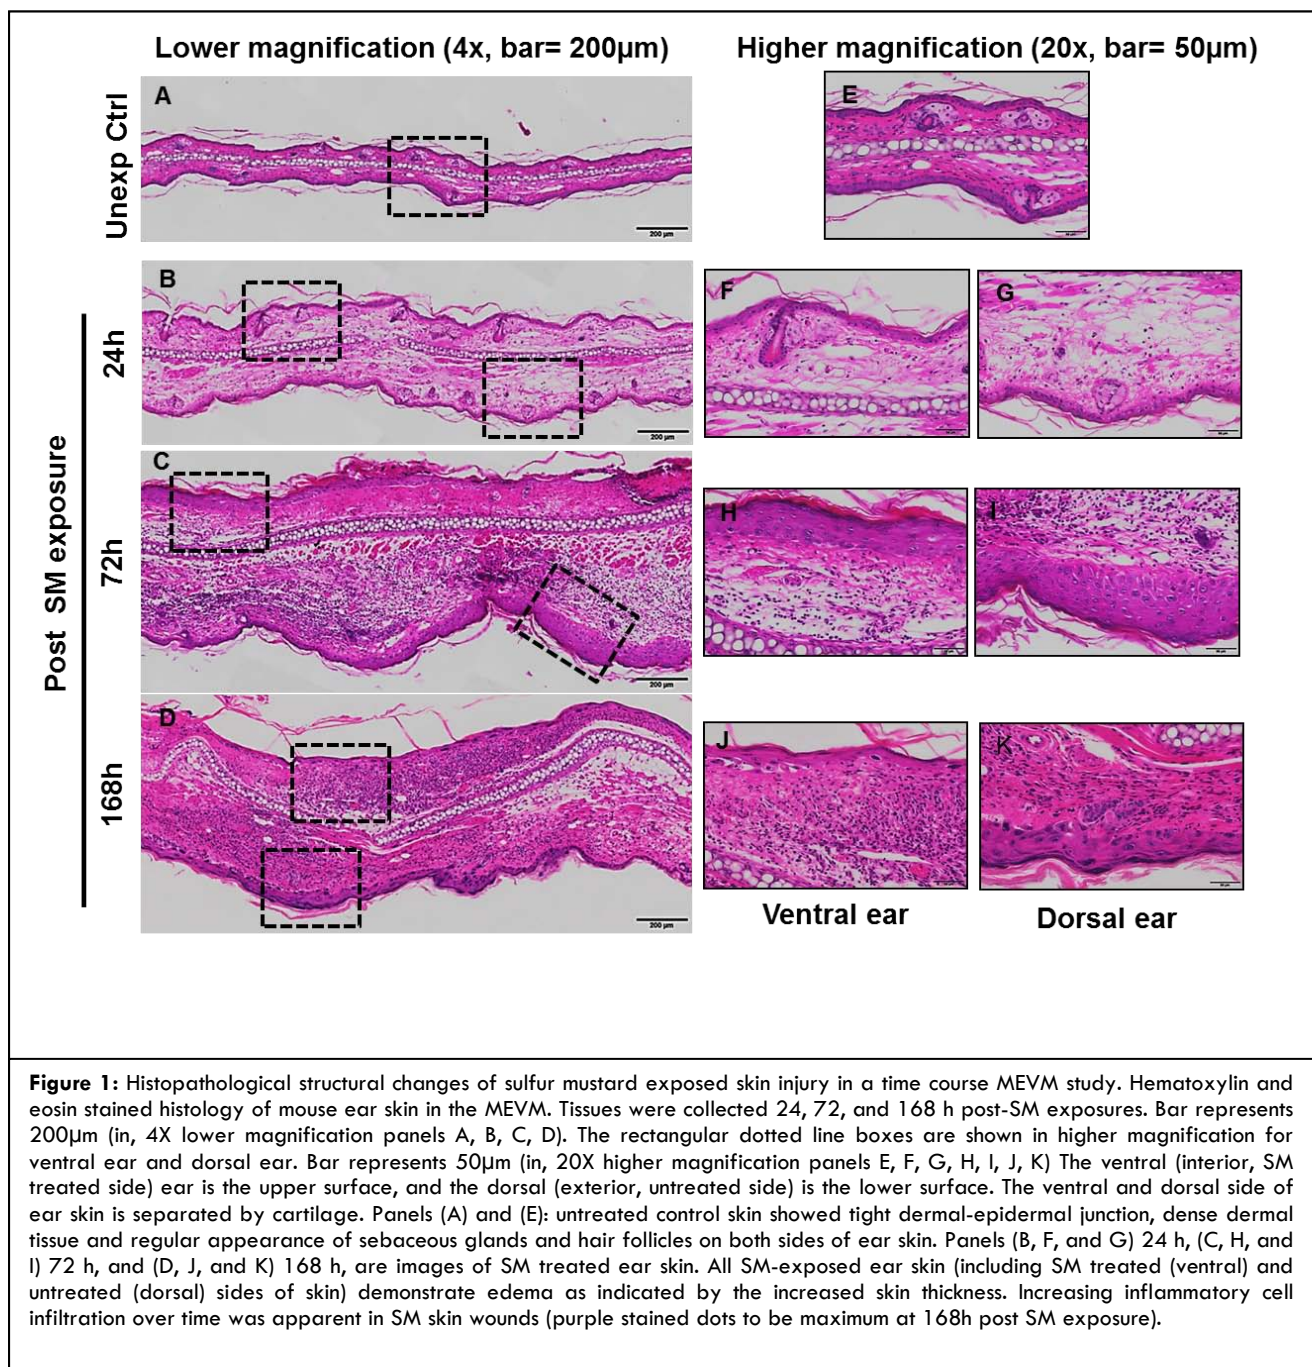 Lower magnification (4x, bar= 200µm)
Higher magnification (20x, bar= 50µm)
Unexp Ctrl
A
200 µm
E
Post SM exposure
24h
B
200 µm
F
G
72h
C
200 µm
H
I
168h
D
200 µm
J
K
Ventral ear
Dorsal ear
Figure 1: Histopathological structural changes of sulfur mustard exposed skin injury in a time course MEVM study. Hematoxylin and
eosin stained histology of mouse ear skin in the MEVM. Tissues were collected 24, 72, and 168 h post-SM exposures. Bar represents
200µm (in, 4X lower magnification panels A, B, C, D). The rectangular dotted line boxes are shown in higher magnification for
ventral ear and dorsal ear. Bar represents 50µm (in, 20X higher magnification panels E, F, G, H, I, J, K) The ventral (interior, SM
treated side) ear is the upper surface, and the dorsal (exterior, untreated side) is the lower surface. The ventral and dorsal side of
ear skin is separated by cartilage. Panels (A) and (E): untreated control skin showed tight dermal-epidermal junction, dense dermal
tissue and regular appearance of sebaceous glands and hair follicles on both sides of ear skin. Panels (B, F, and G) 24 h, (C, H, and
I) 72 h, and (D, J, and K) 168 h, are images of SM treated ear skin. All SM-exposed ear skin (including SM treated (ventral) and
untreated (dorsal) sides of skin) demonstrate edema as indicated by the increased skin thickness. Increasing inflammatory cell
infiltration over time was apparent in SM skin wounds (purple stained dots to be maximum at 168h post SM exposure).